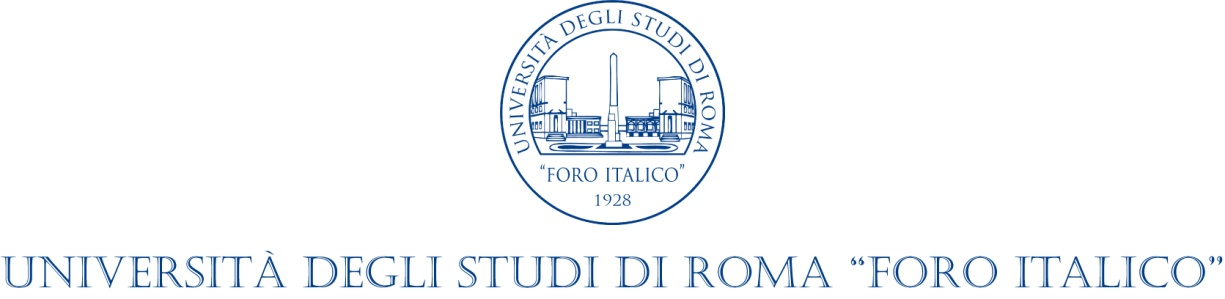 UNIVERSITÀ DEGLI STUDI DI ROMA
“FORO ITALICO”
1928
UNIVERSITÀ DEGLI STUDI DI ROMA “FORO ITALICO”